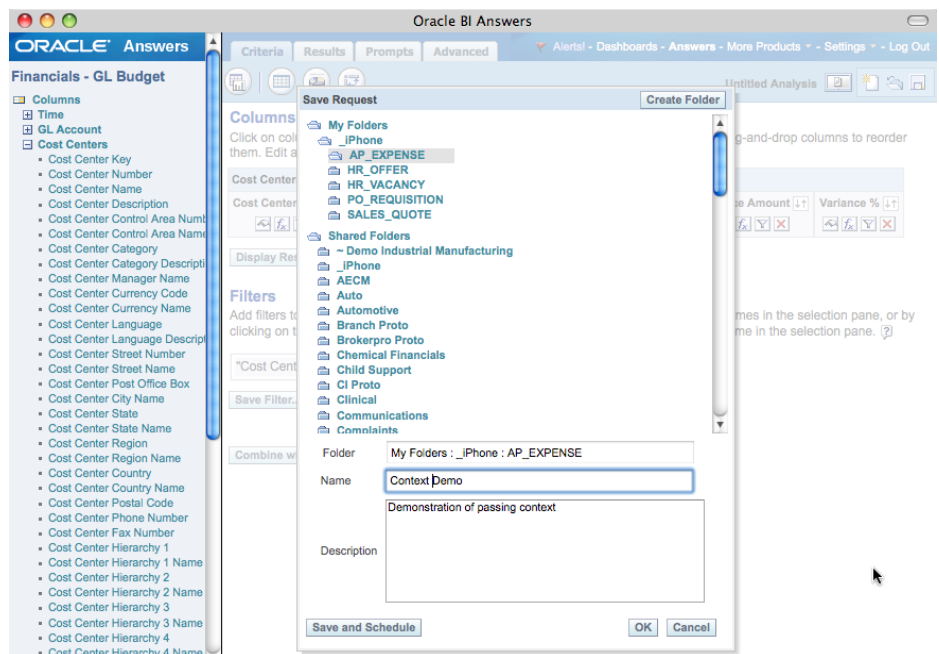 Oracle BI Answers
ORACLE Answers
Criteria Results Prompts Advanced
Alerts! - Dashboards - Answers - More Products - Settings - Log Out
Financials - GL Budget
Untitled Analysis
Columns
Time
GL Account
Cost Centers
Cost Center Key
Cost Center Number
Cost Center Name
Cost Center Description
Cost Center Control Area Numb
Cost Center Control Area Name
Cost Center Category
Cost Center Category Descripti
Cost Center Manager Name
Cost Center Currency Code
Cost Center Currency Name
Cost Center Language
Cost Center Language Descript
Cost Center Street Number
Cost Center Street Name
Cost Center Post Office Box
Cost Center City Name
Cost Center State
Cost Center State Name
Cost Center Region
Cost Center Region Name
Cost Center Country
Cost Center Country Name
Cost Center Postal Code
Cost Center Phone Number
Cost Center Fax Number
Cost Center Hierarchy 1
Cost Center Hierarchy 1 Name
Cost Center Hierarchy 2
Cost Center Hierarchy 2 Name
Cost Center Hierarchy 3
Cost Center Hierarchy 3 Name
Cost Center Hierarchy 4
Cost Center Hierarchy 4 Name
Columns
Click on col
g-and-drop columns to reorder
them. Edit a
Cost Center
Cost Center
e Amount Variance %
Display Res
Filters
Add filters to
mes in the selection pane, or by
clicking on t
me in the selection pane.
"Cost Cent
Save Filter..
Combine w
Save Request
Create Folder
My Folders
_iPhone
AP_EXPENSE
HR_OFFER
HR_VACANCY
PO_REQUISITION
SALES_QUOTE
Shared Folders
~ Demo Industrial Manufacturing
_iPhone
AECM
Auto
Automotive
Branch Proto
Brokerpro Proto
Chemical Financials
Child Support
CI Proto
Clinical
Communications
Complaints
Folder My Folders : _iPhone : AP_EXPENSE
Name Context Demo
Description Demonstration of passing context
Save and Schedule OK Cancel